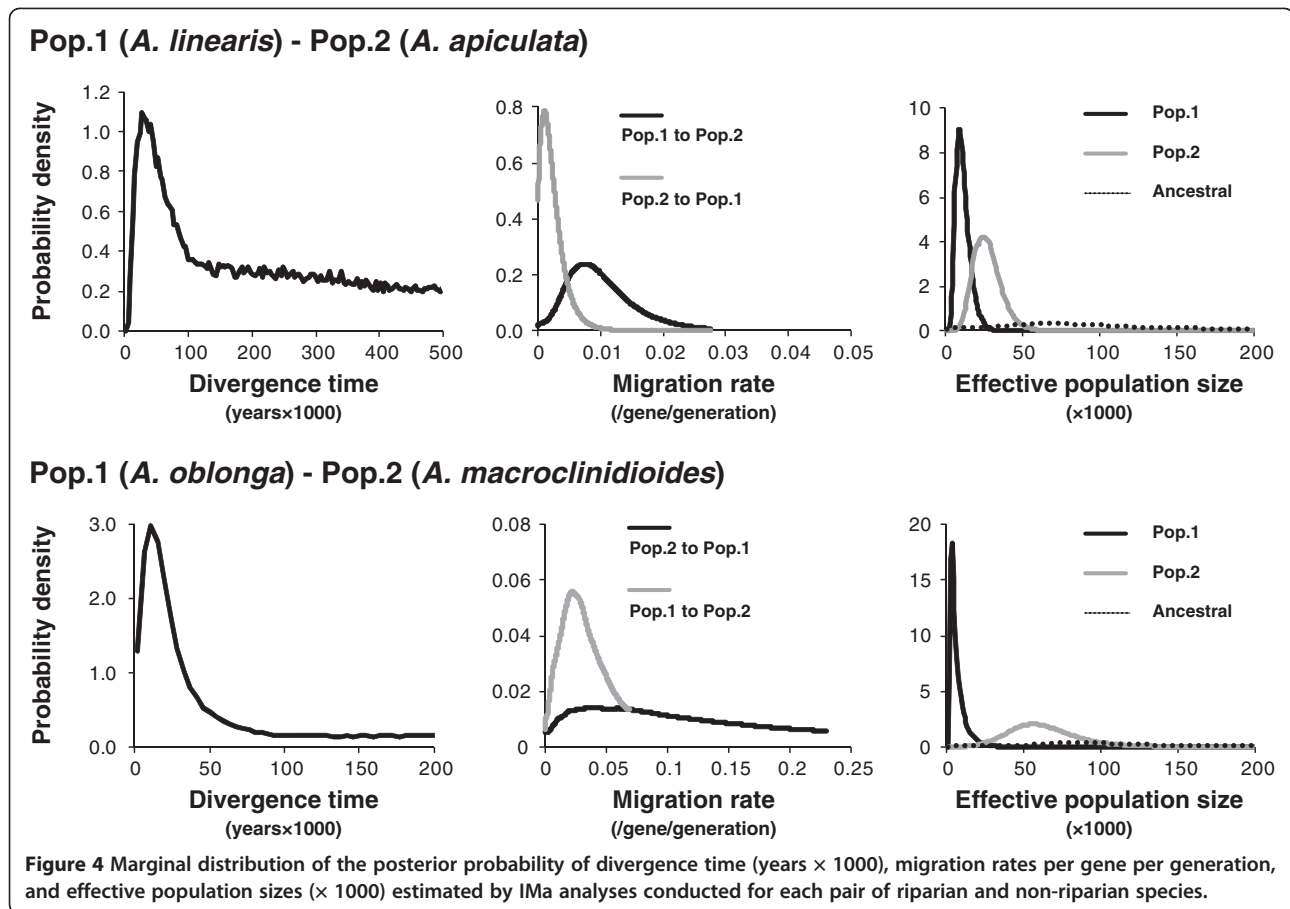 Pop.1 (A. linearis) - Pop.2 (A. apiculata)
Probability density
1.2
1.0
0.8
0.6
0.4
0.2
0.0
0 100 200 300 400 500
Divergence time
(years×1000)
0.8
0.6
0.4
0.2
0.0
Pop.1 to Pop.2
Pop.2 to Pop.1
0 0.01 0.02 0.03 0.04 0.05
Migration rate
(/gene/generation)
10
8
6
4
2
0
Pop.1
Pop.2
Ancestral
0 50 100 150 200
Effective population size
(×1000)
Pop.1 (A. oblonga) - Pop.2 (A. macroclinidioides)
Probability density
3.0
2.0
1.0
0.0
0 50 100 150 200
Divergence time
(years×1000)
0.08
0.06
0.04
0.02
0
Pop.2 to Pop.1
Pop.1 to Pop.2
0 0.05 0.1 0.15 0.2 0.25
Migration rate
(/gene/generation)
20
15
10
5
0
Pop.1
Pop.2
Ancestral
0 50 100 150 200
Effective population size
(×1000)
Figure 4 Marginal distribution of the posterior probability of divergence time (years × 1000), migration rates per gene per generation,
and effective population sizes (× 1000) estimated by IMa analyses conducted for each pair of riparian and non-riparian species.